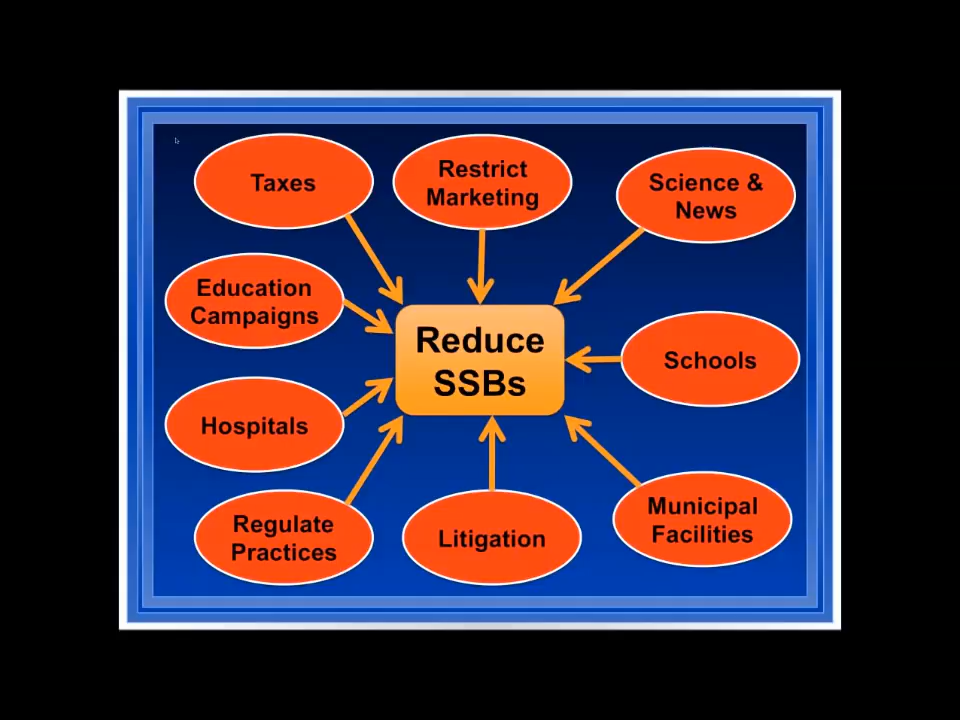 Taxes
Restrict
Marketing
Science &
News
Education
Campaigns
Reduce
SSBs
Schools
Hospitals
Regulate
Practices
Litigation
Municipal
Facilities